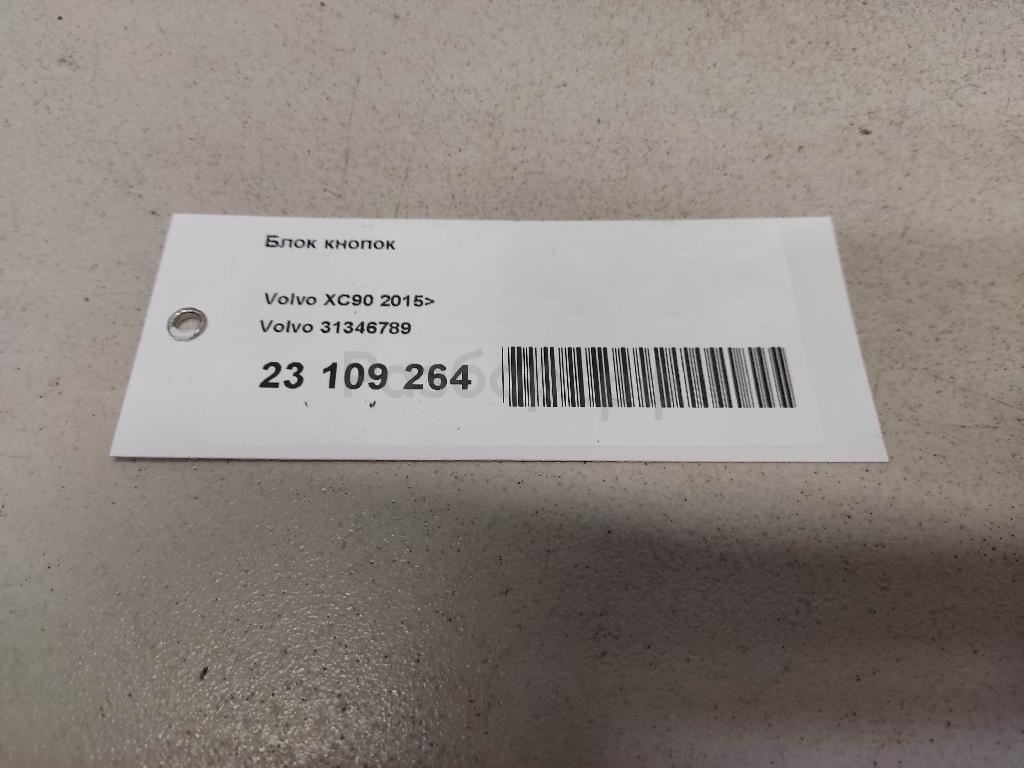 Блок кнопок
Volvo XC90 2015>
Volvo 31346789
23 109 264